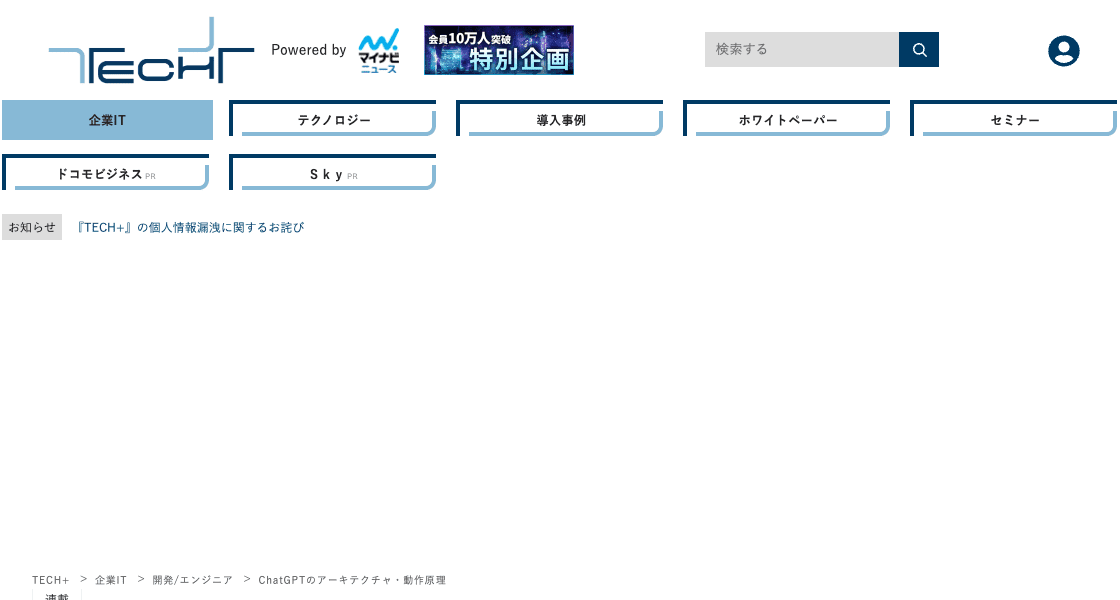 TECH+
Powered by
マイナビ
ニュース
会員10万人突破
特別企画
検索する
企業IT
テクノロジー
導入事例
ホワイトペーパー
セミナー
ドコモビジネス PR
Ｓｋｙ PR
お知らせ
『TECH+』の個人情報漏洩に関するお詫び
TECH+ > 企業IT > 開発/エンジニア > ChatGPTのアーキテクチャ・動作原理
連載